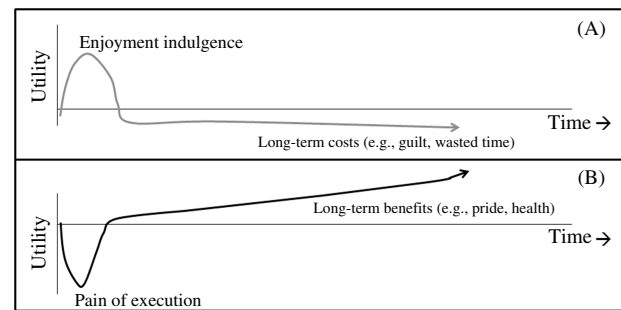 (A)
Enjoyment indulgence
Utility
Time →
Long-term costs (e.g., guilt, wasted time)
(B)
Long-term benefits (e.g., pride, health)
Utility
Time →
Pain of execution